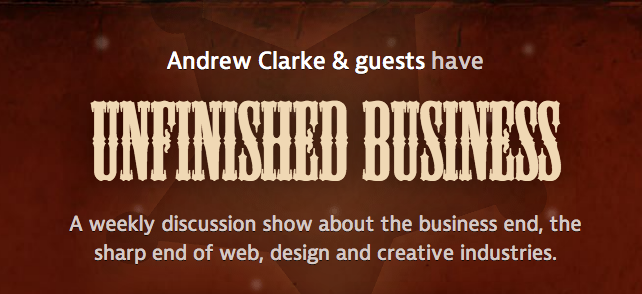 Andrew Clarke & guests have
UNFINISHED BUSINESS
A weekly discussion show about the business end, the
sharp end of web, design and creative industries.